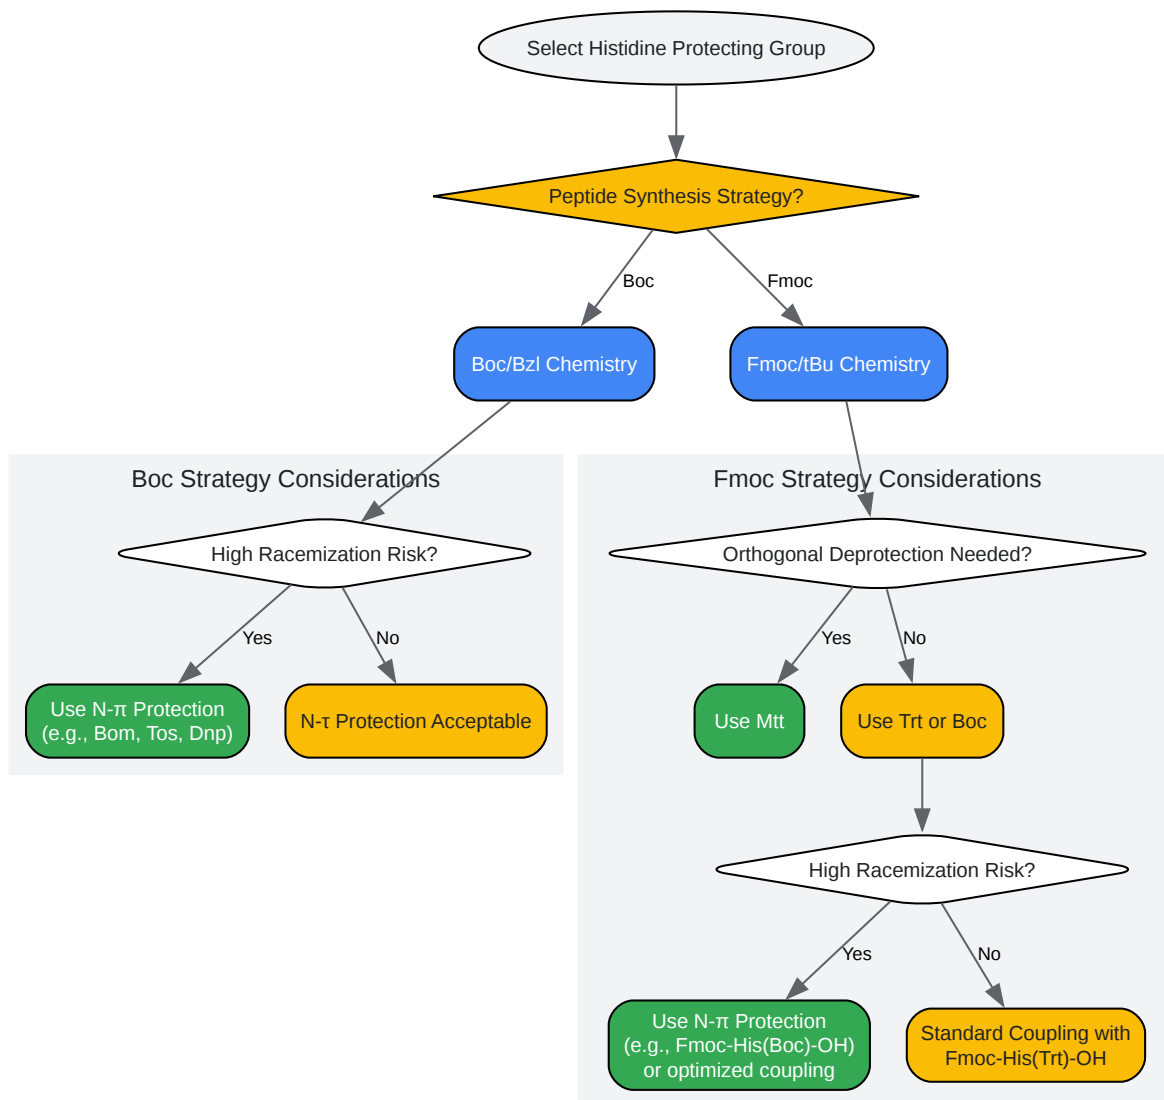 Select Histidine Protecting Group
Peptide Synthesis Strategy?
Boc
Fmoc
Boc/Bzl Chemistry
Fmoc/tBu Chemistry
Boc Strategy Considerations
High Racemization Risk?
Yes
No
Use N-π Protection
(e.g., Bom, Tos, Dnp)
N-τ Protection Acceptable
Fmoc Strategy Considerations
Orthogonal Deprotection Needed?
Yes
No
Use Mtt
Use Trt or Boc
High Racemization Risk?
Yes
No
Use N-π Protection
(e.g., Fmoc-His(Boc)-OH)
or optimized coupling
Standard Coupling with
Fmoc-His(Trt)-OH